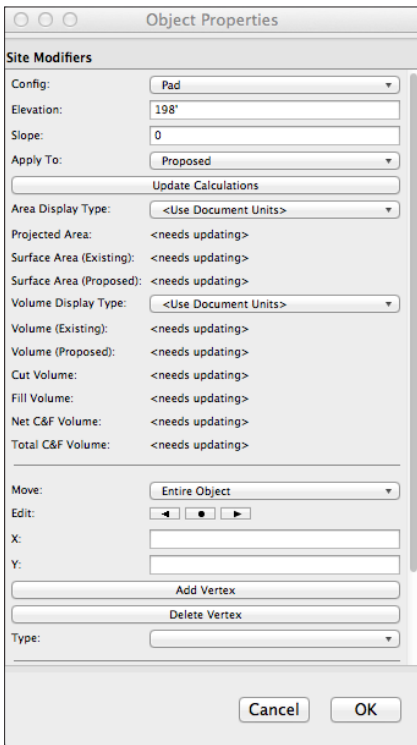 Object Properties
Site Modifiers
Config: Pad
Elevation: 198'
Slope: 0
Apply To: Proposed
Update Calculations
Area Display Type: <Use Document Units>
Projected Area: <needs updating>
Surface Area (Existing): <needs updating>
Surface Area (Proposed): <needs updating>
Volume Display Type: <Use Document Units>
Volume (Existing): <needs updating>
Volume (Proposed): <needs updating>
Cut Volume: <needs updating>
Fill Volume: <needs updating>
Net C&F Volume: <needs updating>
Total C&F Volume: <needs updating>
Move: Entire Object
Edit:
X:
Y:
Add Vertex
Delete Vertex
Type:
Cancel OK